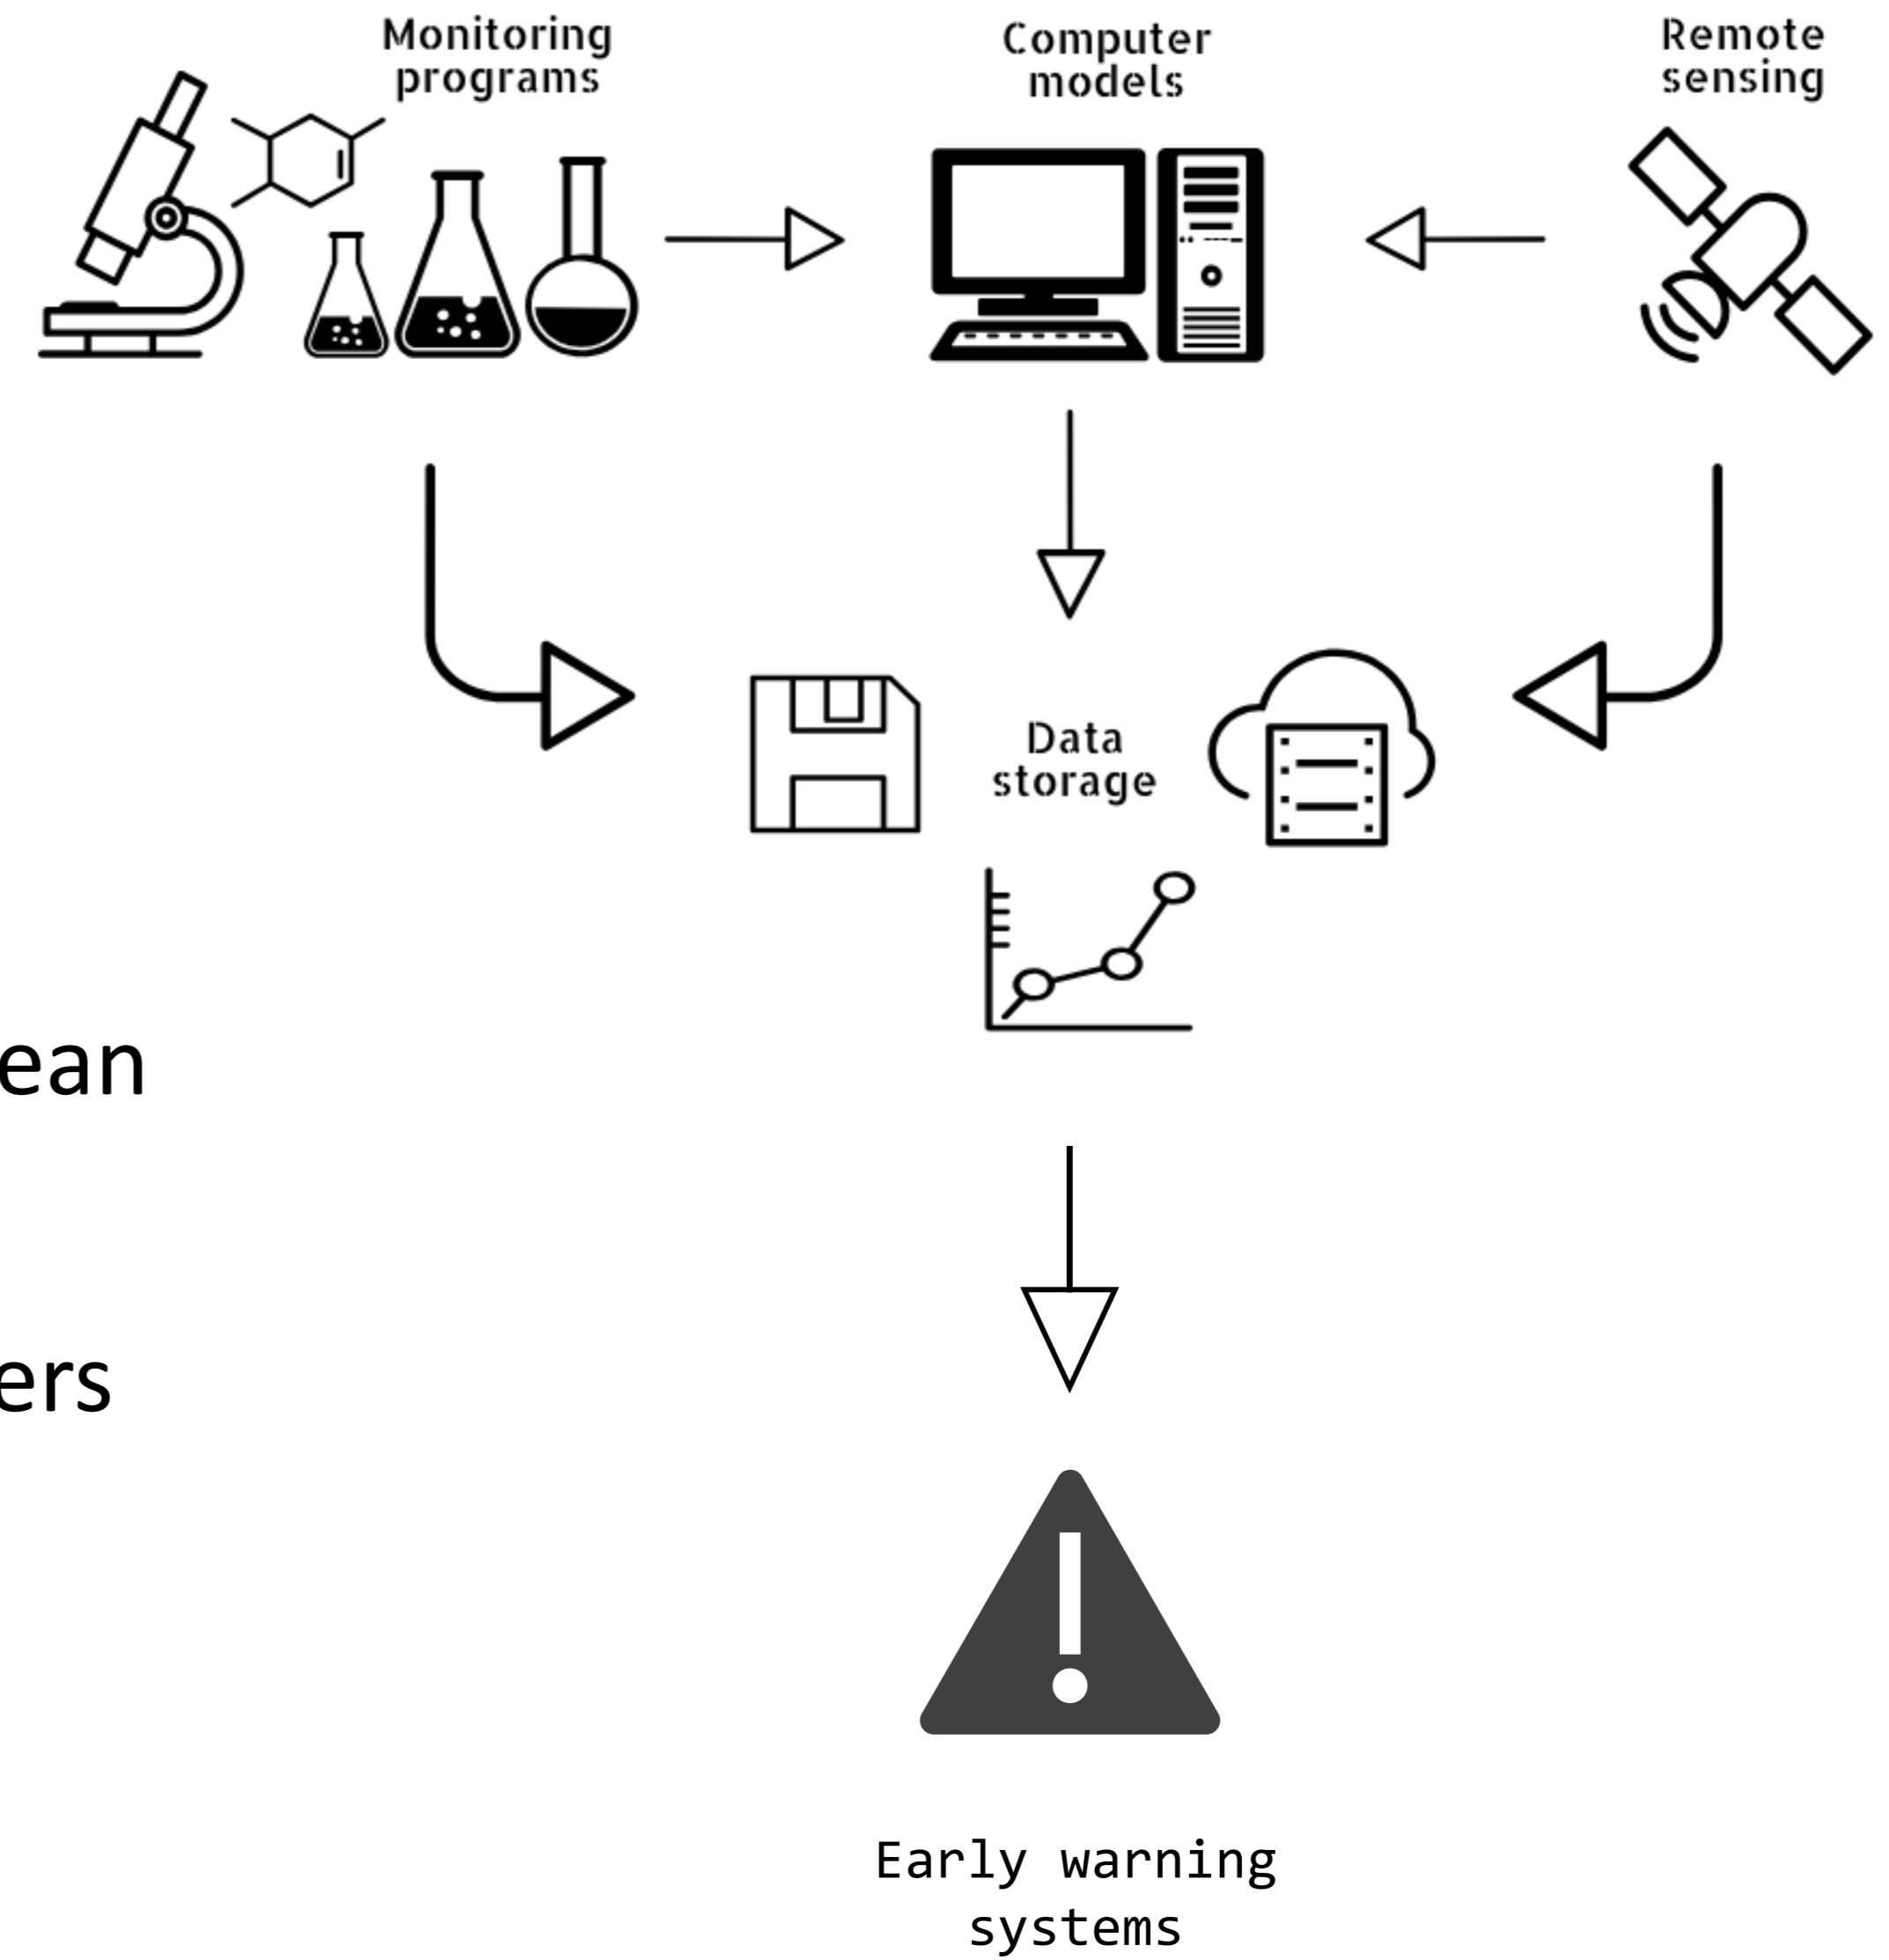 Monitoring
programs
Computer
models
Remote
sensing
Data
storage
ean
ers
Early warning
systems